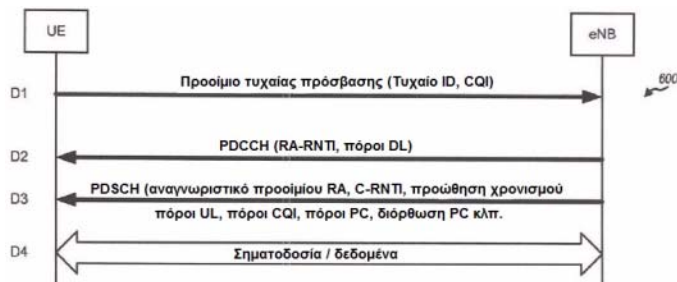 UE
eNB
600
D1
Προοίμιο τυχαίας πρόσβασης (Τυχαίο ID, CQI)
D2
PDCCH (RA-RNTI, πόροι DL)
D3
PDSCH (αναγνωριστικό προοιμίου RA, C-RNTI, προώθηση χρονισμού
πόροι UL, πόροι CQI, πόροι PC, διόρθωση PC κλπ.
D4
Σηματοδοσία / δεδομένα